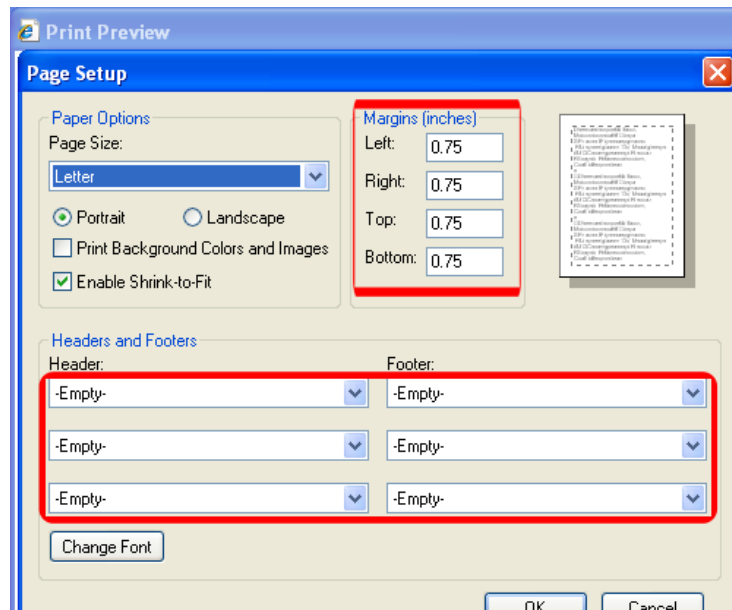 Print Preview
Page Setup
Paper Options
Page Size:
Letter
Portrait
Landscape
Print Background Colors and Images
Enable Shrink-to-Fit
Margins (inches)
Left: 0.75
Right: 0.75
Top: 0.75
Bottom: 0.75
Headers and Footers
Header:
Footer:
-Empty-
-Empty-
-Empty-
-Empty-
-Empty-
-Empty-
Change Font
OK
Cancel